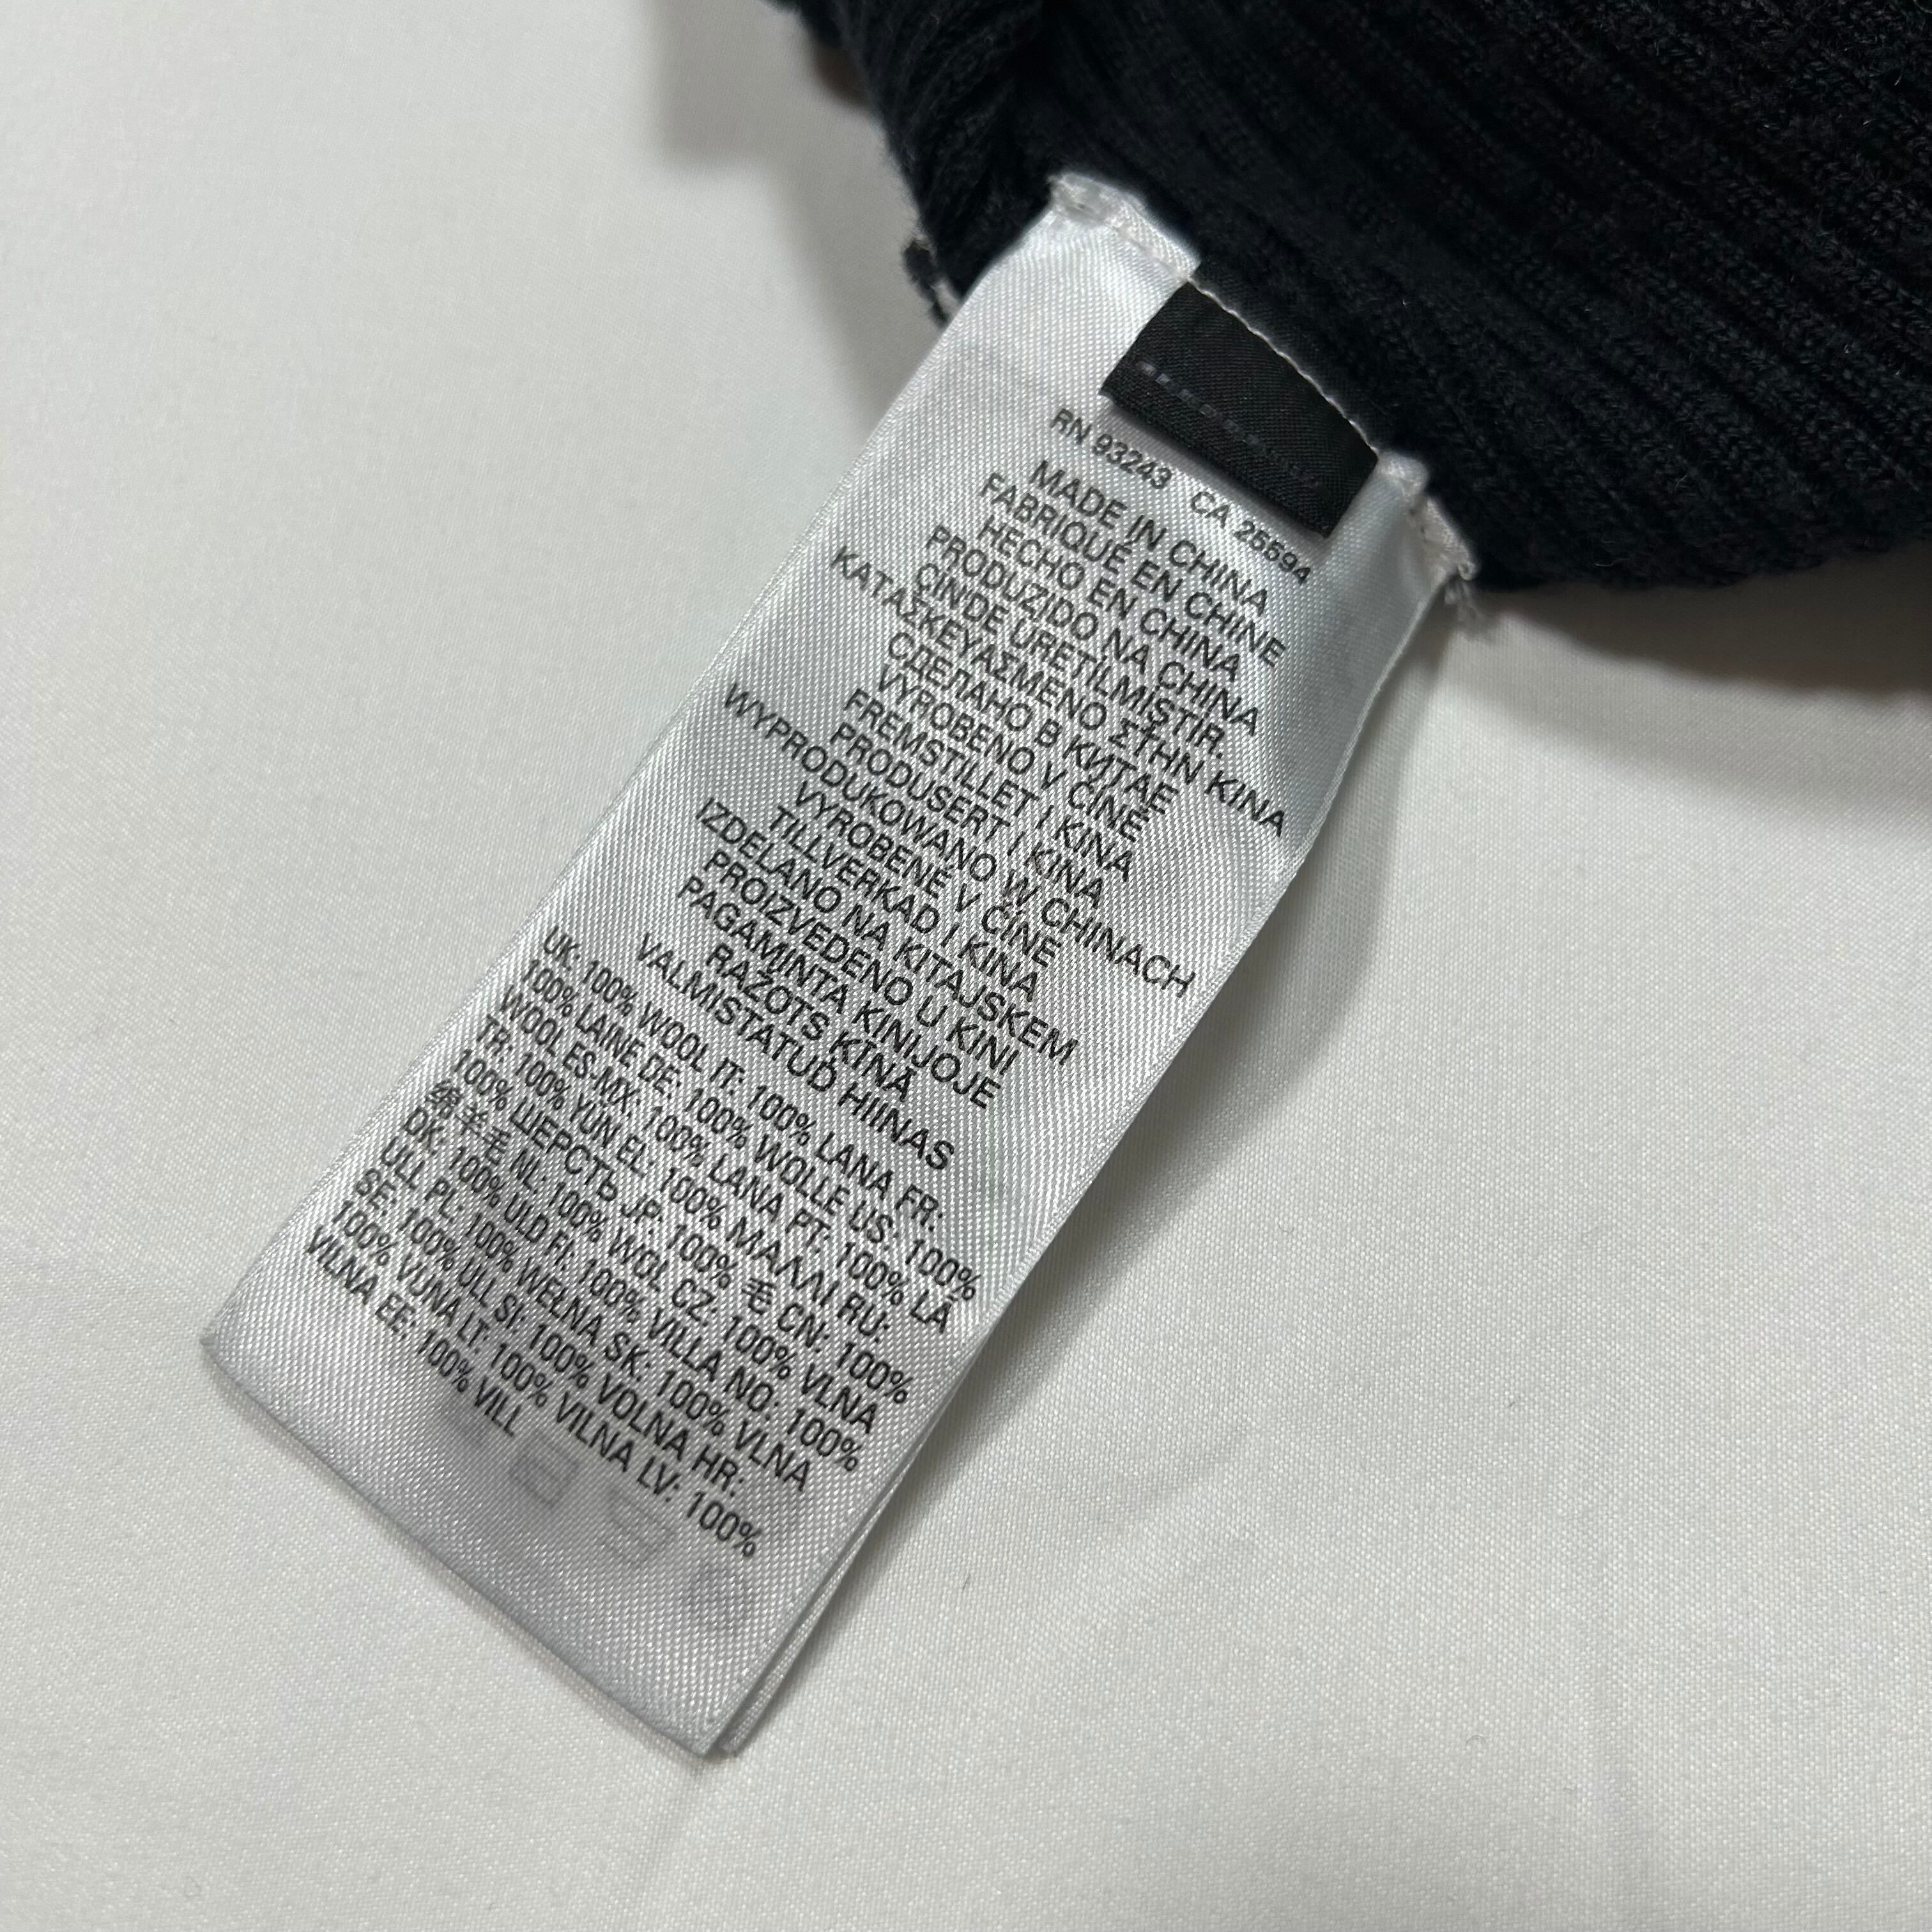 RN 93243 CA 25594
MADE IN CHINA
FABRIQUÉ EN CHINE
HECHO EN CHINA
PRODUZIDO NA CHINA
ÇİNDE ÜRETİLMİŞTİR.
ΚΑΤΑΣΚΕΥΑΣΜΕΝΟ ΣΤΗΝ ΚΙΝΑ
СДЕЛАНО В КИТАЕ
VYROBENO V ČÍNĚ
FREMSTILLET I KINA
PRODUSERT I KINA
WYPRODUKOWANO W CHINACH
VYROBENÉ V ČÍNE
TILLVERKAD I KINA
IZDELANO NA KITAJSKEM
PROIZVEDENO U KINI
PAGAMINTA KINIJOJE
RAŽOTS ĶĪNĀ
VALMISTATUD HIINAS
UK: 100% WOOL IT: 100% LANA FR:
100% LAINE DE: 100% WOLLE US: 100%
WOOL ES-MX: 100% LANA PT: 100% LÃ
TR: 100% YÜN EL: 100% ΜΑΛΛΙ RU:
100% ШЕРСТЬ JP: 100% 毛 CN: 100%
绵羊毛 NL: 100% WOL CZ: 100% VLNA
DK: 100% ULD FI: 100% VILLA NO: 100%
ULL PL: 100% WEŁNA SK: 100% VLNA
SE: 100% ULL SI: 100% VOLNA HR:
100% VUNA LT: 100% VILNA LV: 100%
VILNA EE: 100% VILL